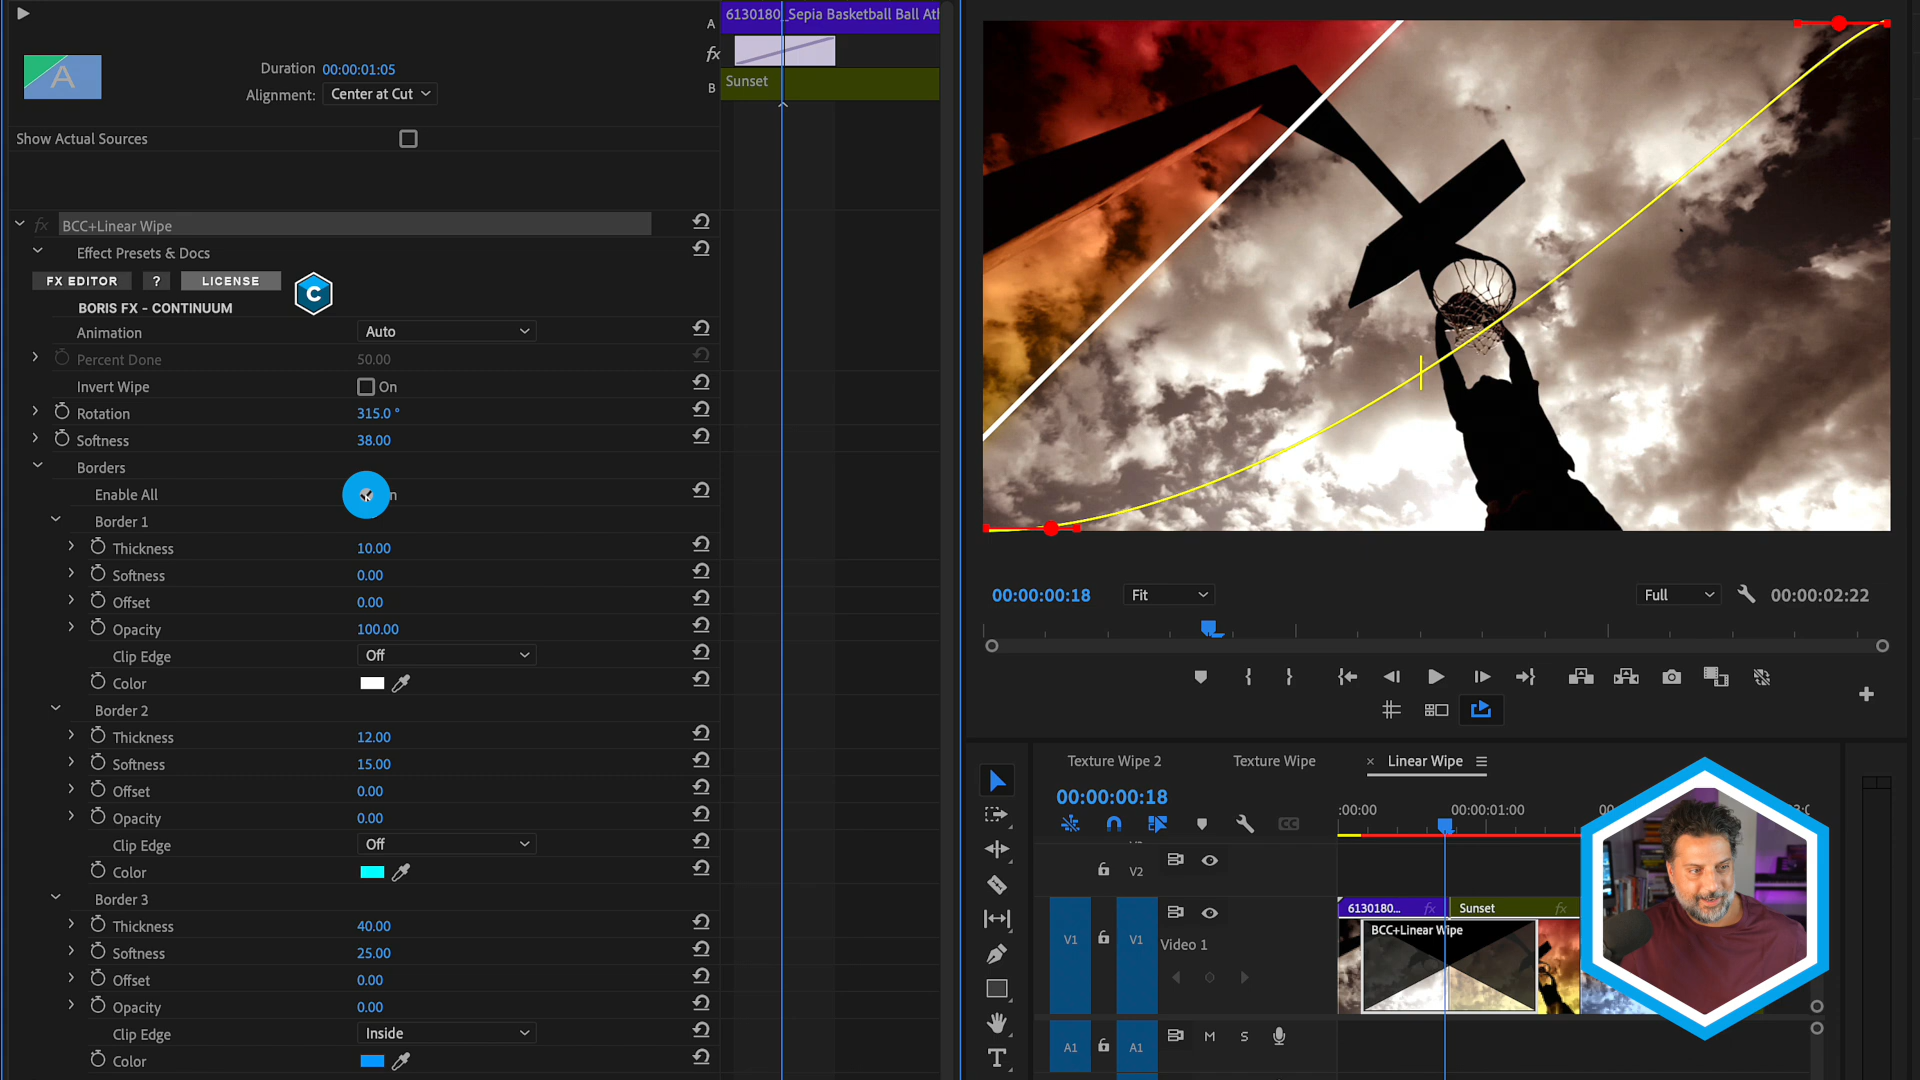 A
6130180_Sepia Basketball Ball Atl
fx
Duration 00:00:01:05
A
Alignment: Center at Cut
B
Sunset
Show Actual Sources
fx BCC+Linear Wipe
Effect Presets & Docs
FX EDITOR
?
LICENSE
C
BORIS FX - CONTINUUM
Animation Auto
Percent Done 50.00
Invert Wipe On
Rotation 315.0 °
Softness 38.00
Borders
Enable All
Border 1
Thickness 10.00
Softness 0.00
Offset 0.00
Opacity 100.00
Clip Edge Off
Color
Border 2
Thickness 12.00
Softness 15.00
Offset 0.00
Opacity 0.00
Clip Edge Off
Color
Border 3
Thickness 40.00
Softness 25.00
Offset 0.00
Opacity 0.00
Clip Edge Inside
Color
00:00:00:18
Fit
Full
00:00:02:22
Texture Wipe 2
Texture Wipe
× Linear Wipe
00:00:00:18
:00:00
00:00:01:00
CC
V2
6130180... fx
Sunset fx
BCC+Linear Wipe
V1
V1
Video 1
A1
A1
M
S
T